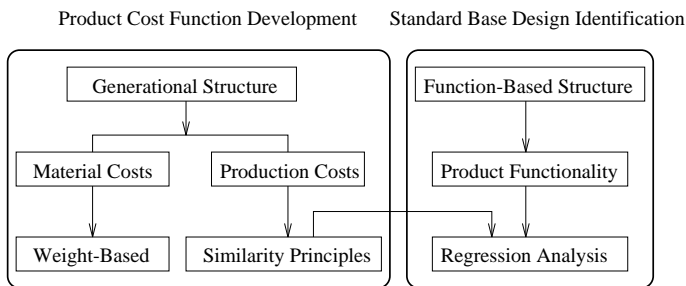 Product Cost Function Development
Standard Base Design Identification
Generational Structure
Function-Based Structure
Material Costs
Production Costs
Product Functionality
Weight-Based
Similarity Principles
Regression Analysis